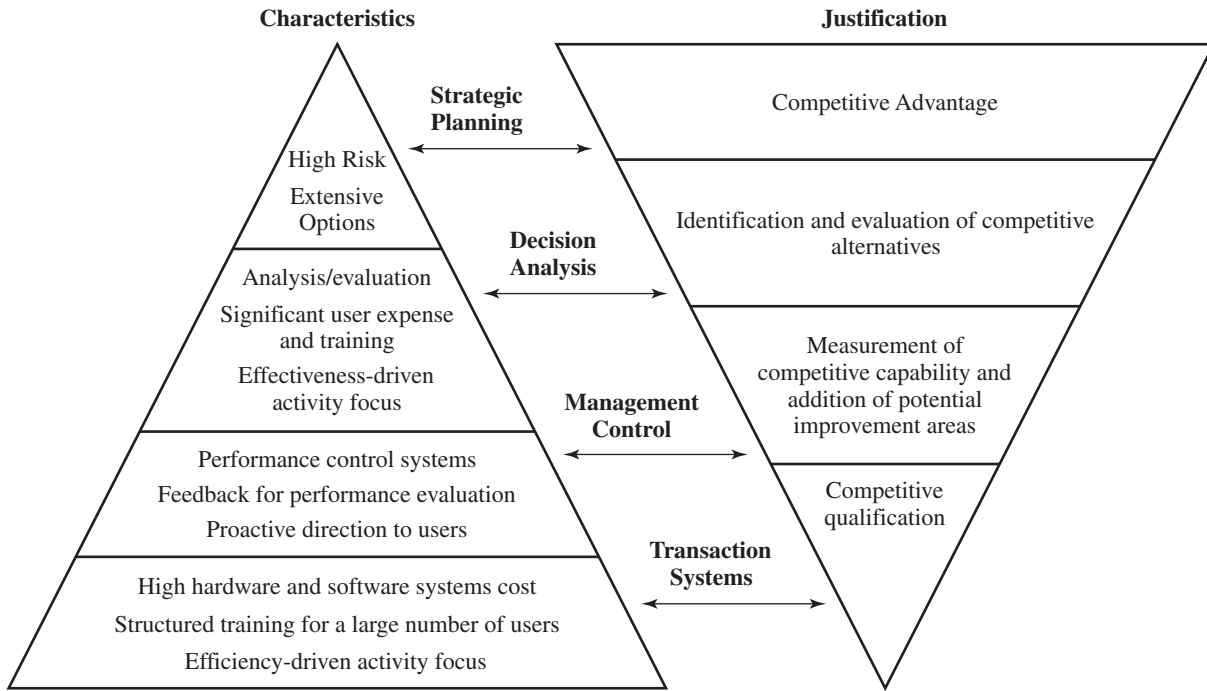 Characteristics
Justification
Strategic
Planning
High Risk
Extensive
Options
Competitive Advantage
Decision
Analysis
Analysis/evaluation
Significant user expense
and training
Effectiveness-driven
activity focus
Identification and evaluation of competitive
alternatives
Management
Control
Performance control systems
Feedback for performance evaluation
Proactive direction to users
Measurement of
competitive capability and
addition of potential
improvement areas
Transaction
Systems
High hardware and software systems cost
Structured training for a large number of users
Efficiency-driven activity focus
Competitive
qualification